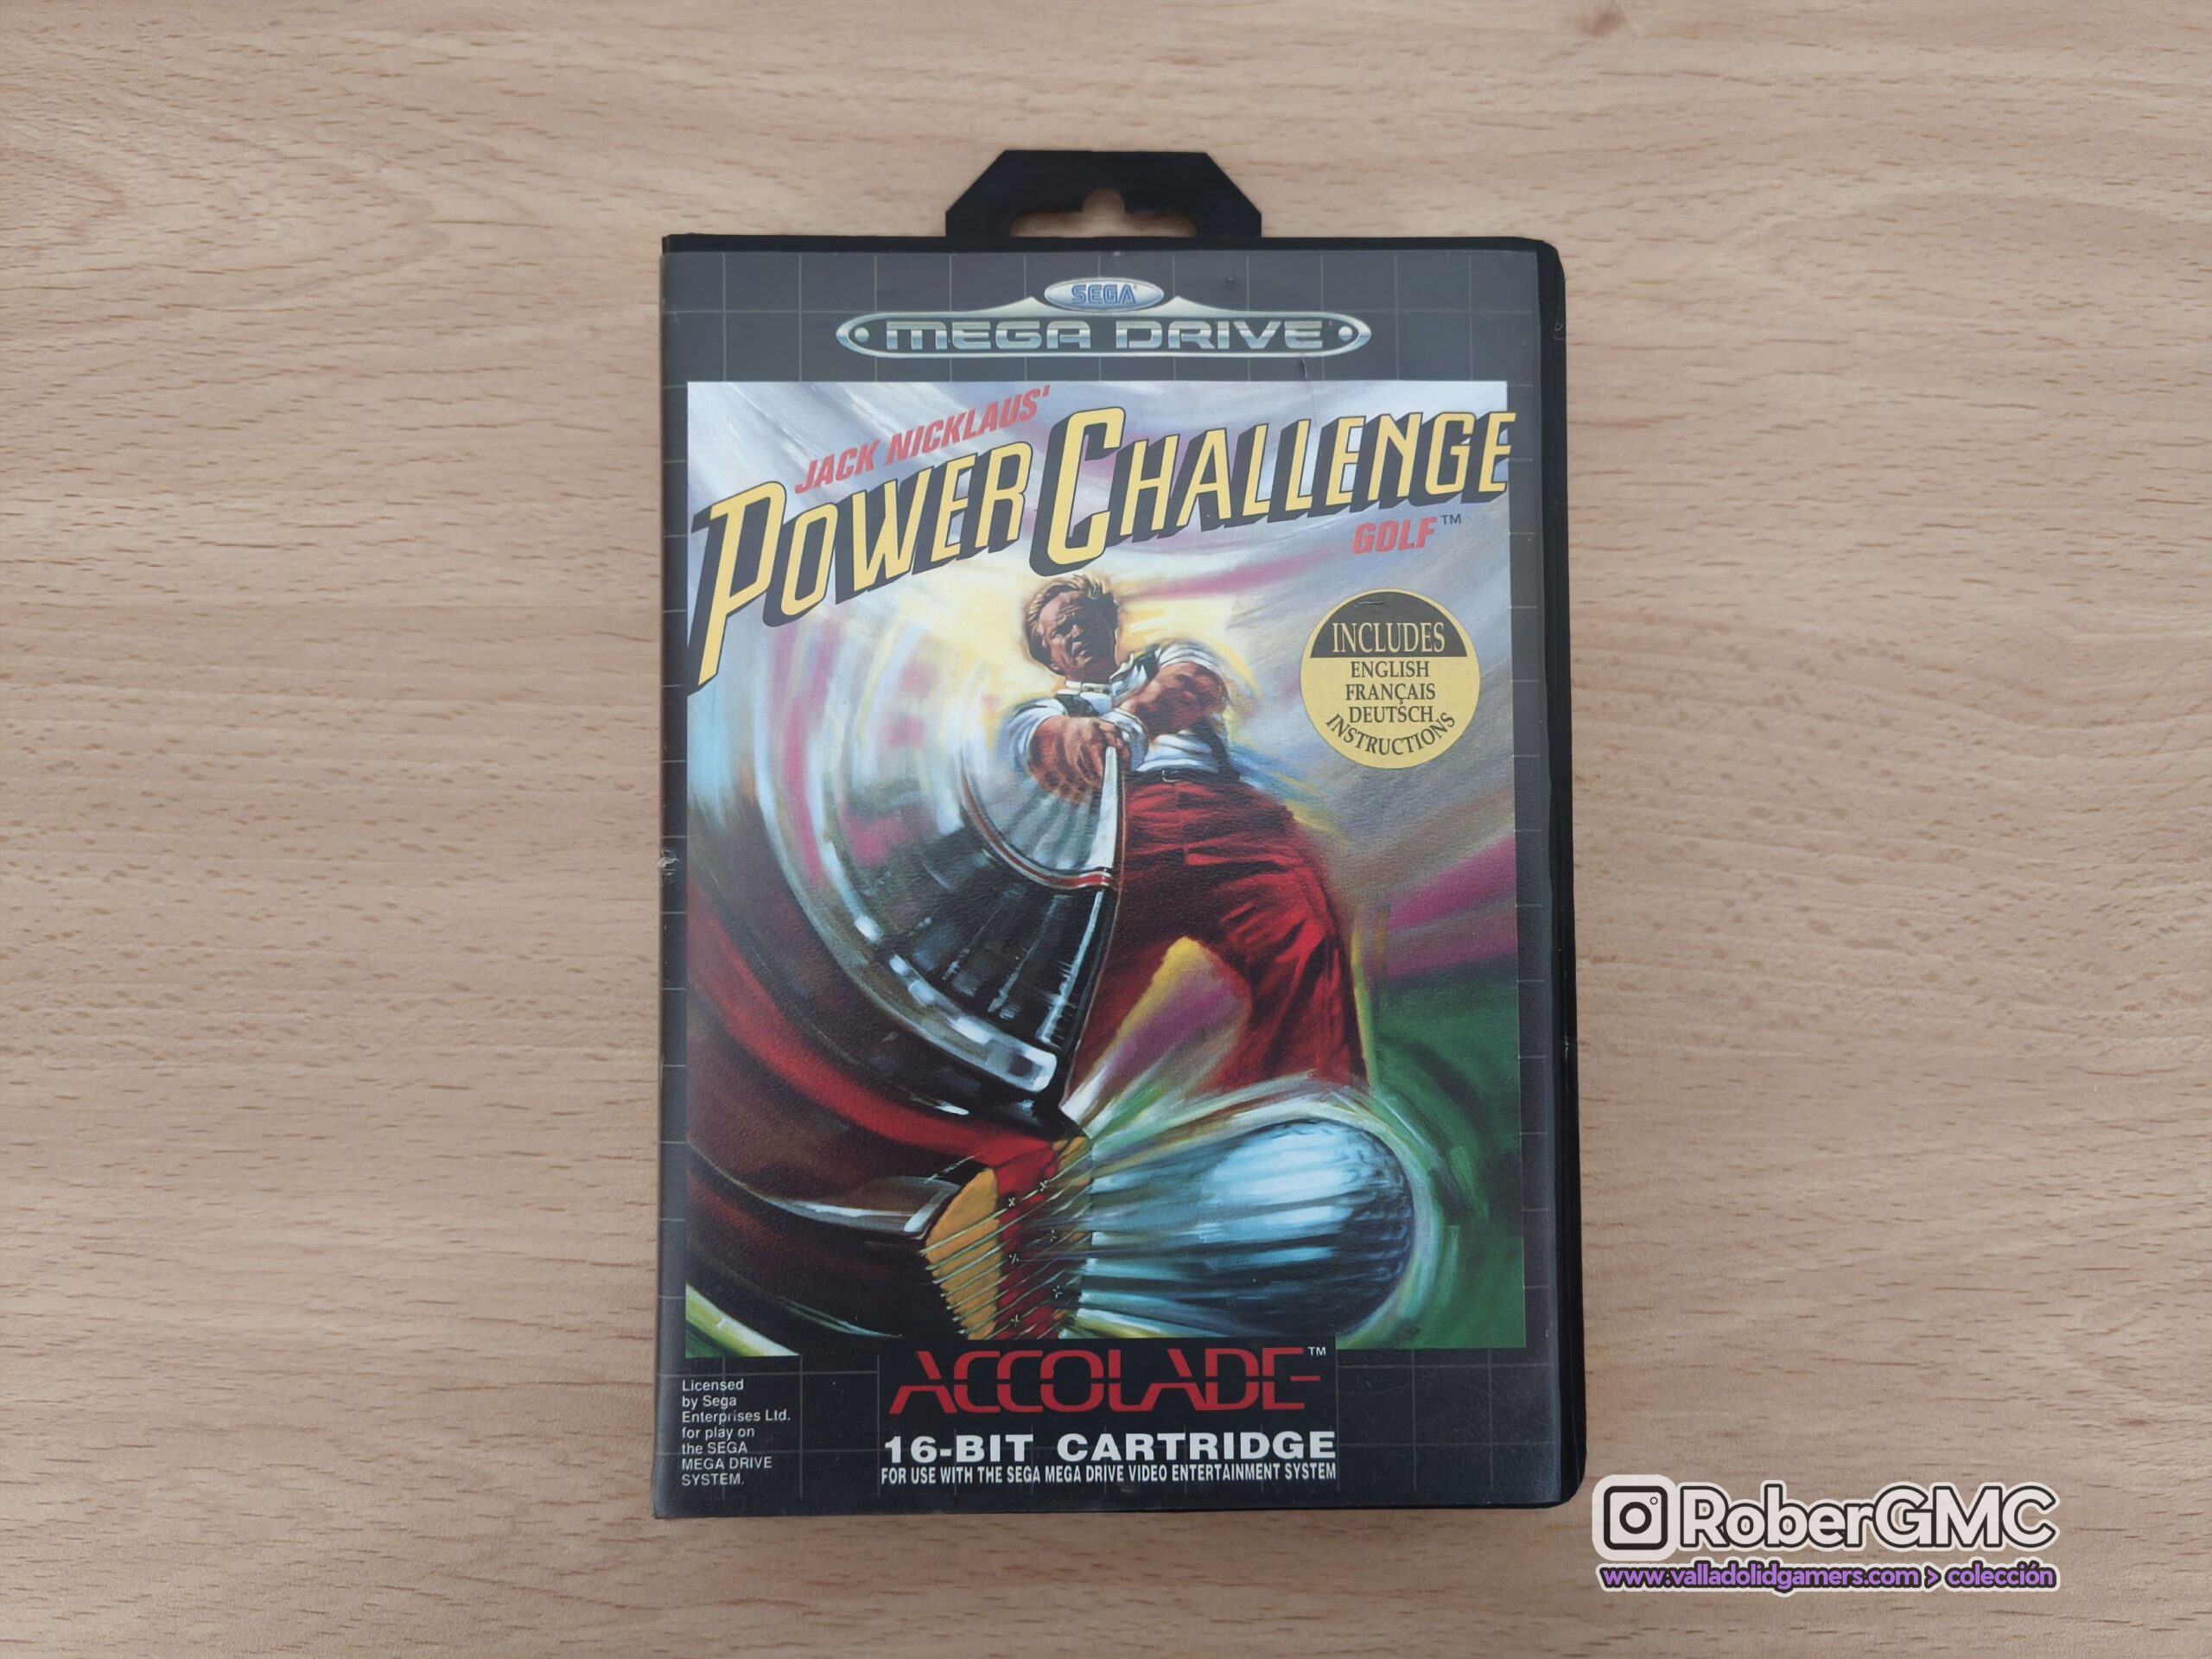 SEGA
MEGA DRIVE
JACK NICKLAUS'
POWER CHALLENGE
GOLF™
INCLUDES
ENGLISH
FRANÇAIS
DEUTSCH
INSTRUCTIONS
ACCOLADE™
Licensed
by Sega
Enterprises Ltd.
for play on
the SEGA
MEGA DRIVE
SYSTEM.
16-BIT CARTRIDGE
FOR USE WITH THE SEGA MEGA DRIVE VIDEO ENTERTAINMENT SYSTEM
RoberGMC
www.valladolidgamers.com > colección